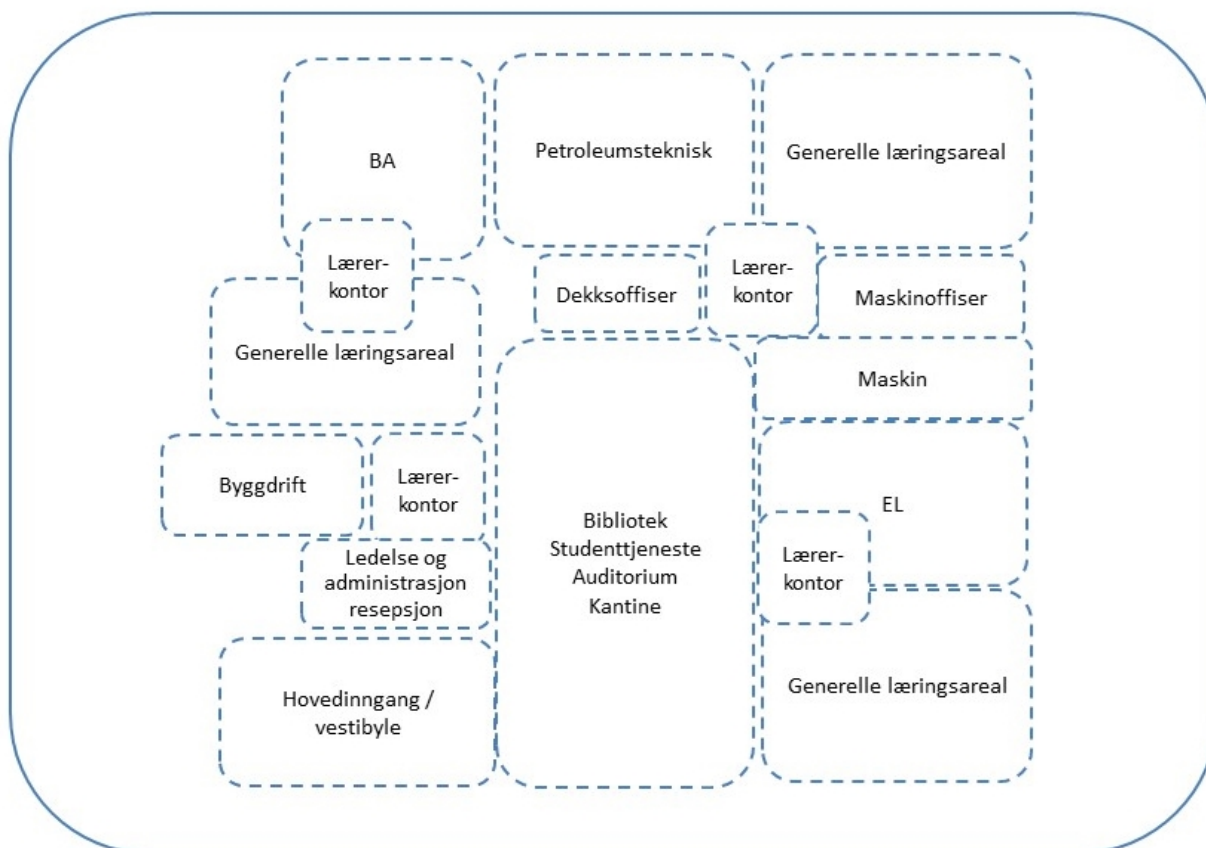 BA
Petroleumsteknisk
Generelle læringsareal
Lærer-
kontor
Dekksoffiser
Lærer-
kontor
Maskinoffiser
Generelle læringsareal
Maskin
Byggdrift
Lærer-
kontor
EL
Bibliotek
Studenttjeneste
Auditorium
Kantine
Lærer-
kontor
Ledelse og
administrasjon
resepsjon
Generelle læringsareal
Hovedinngang /
vestibyle